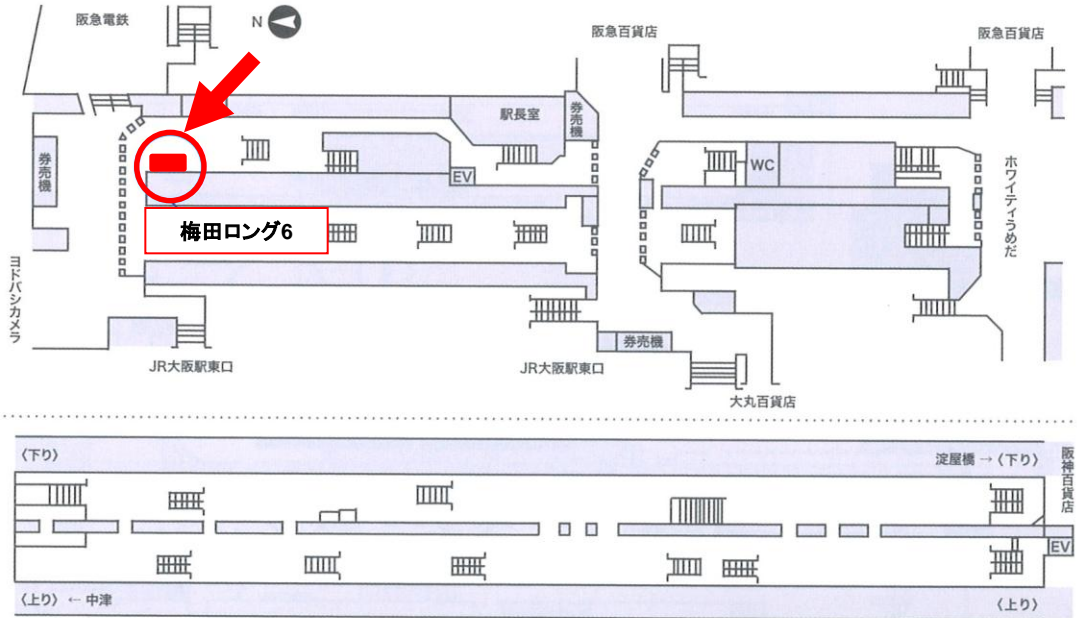 阪急電鉄
N
阪急百貨店
阪急百貨店
券売機
駅長室
券売機
EV
WC
ホワイティうめだ
梅田ロング6
ヨドバシカメラ
JR大阪駅東口
JR大阪駅東口
券売機
大丸百貨店
〈下り〉
淀屋橋 → 〈下り〉
阪神百貨店
EV
〈上り〉 ← 中津
〈上り〉